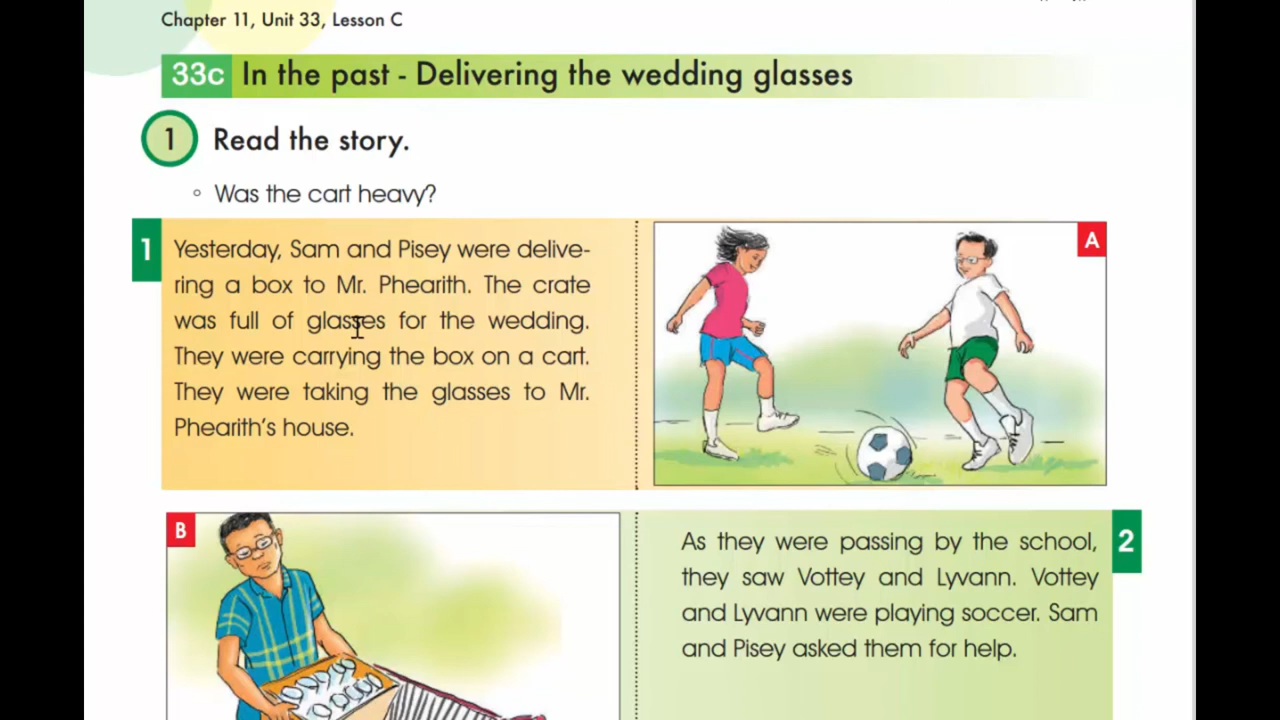 Chapter 11, Unit 33, Lesson C
33c In the past - Delivering the wedding glasses
1 Read the story.
Was the cart heavy?
1
Yesterday, Sam and Pisey were delive-
ring a box to Mr. Phearith. The crate
was full of glasses for the wedding.
They were carrying the box on a cart.
They were taking the glasses to Mr.
Phearith's house.
A
B
2
As they were passing by the school,
they saw Vottey and Lyvann. Vottey
and Lyvann were playing soccer. Sam
and Pisey asked them for help.